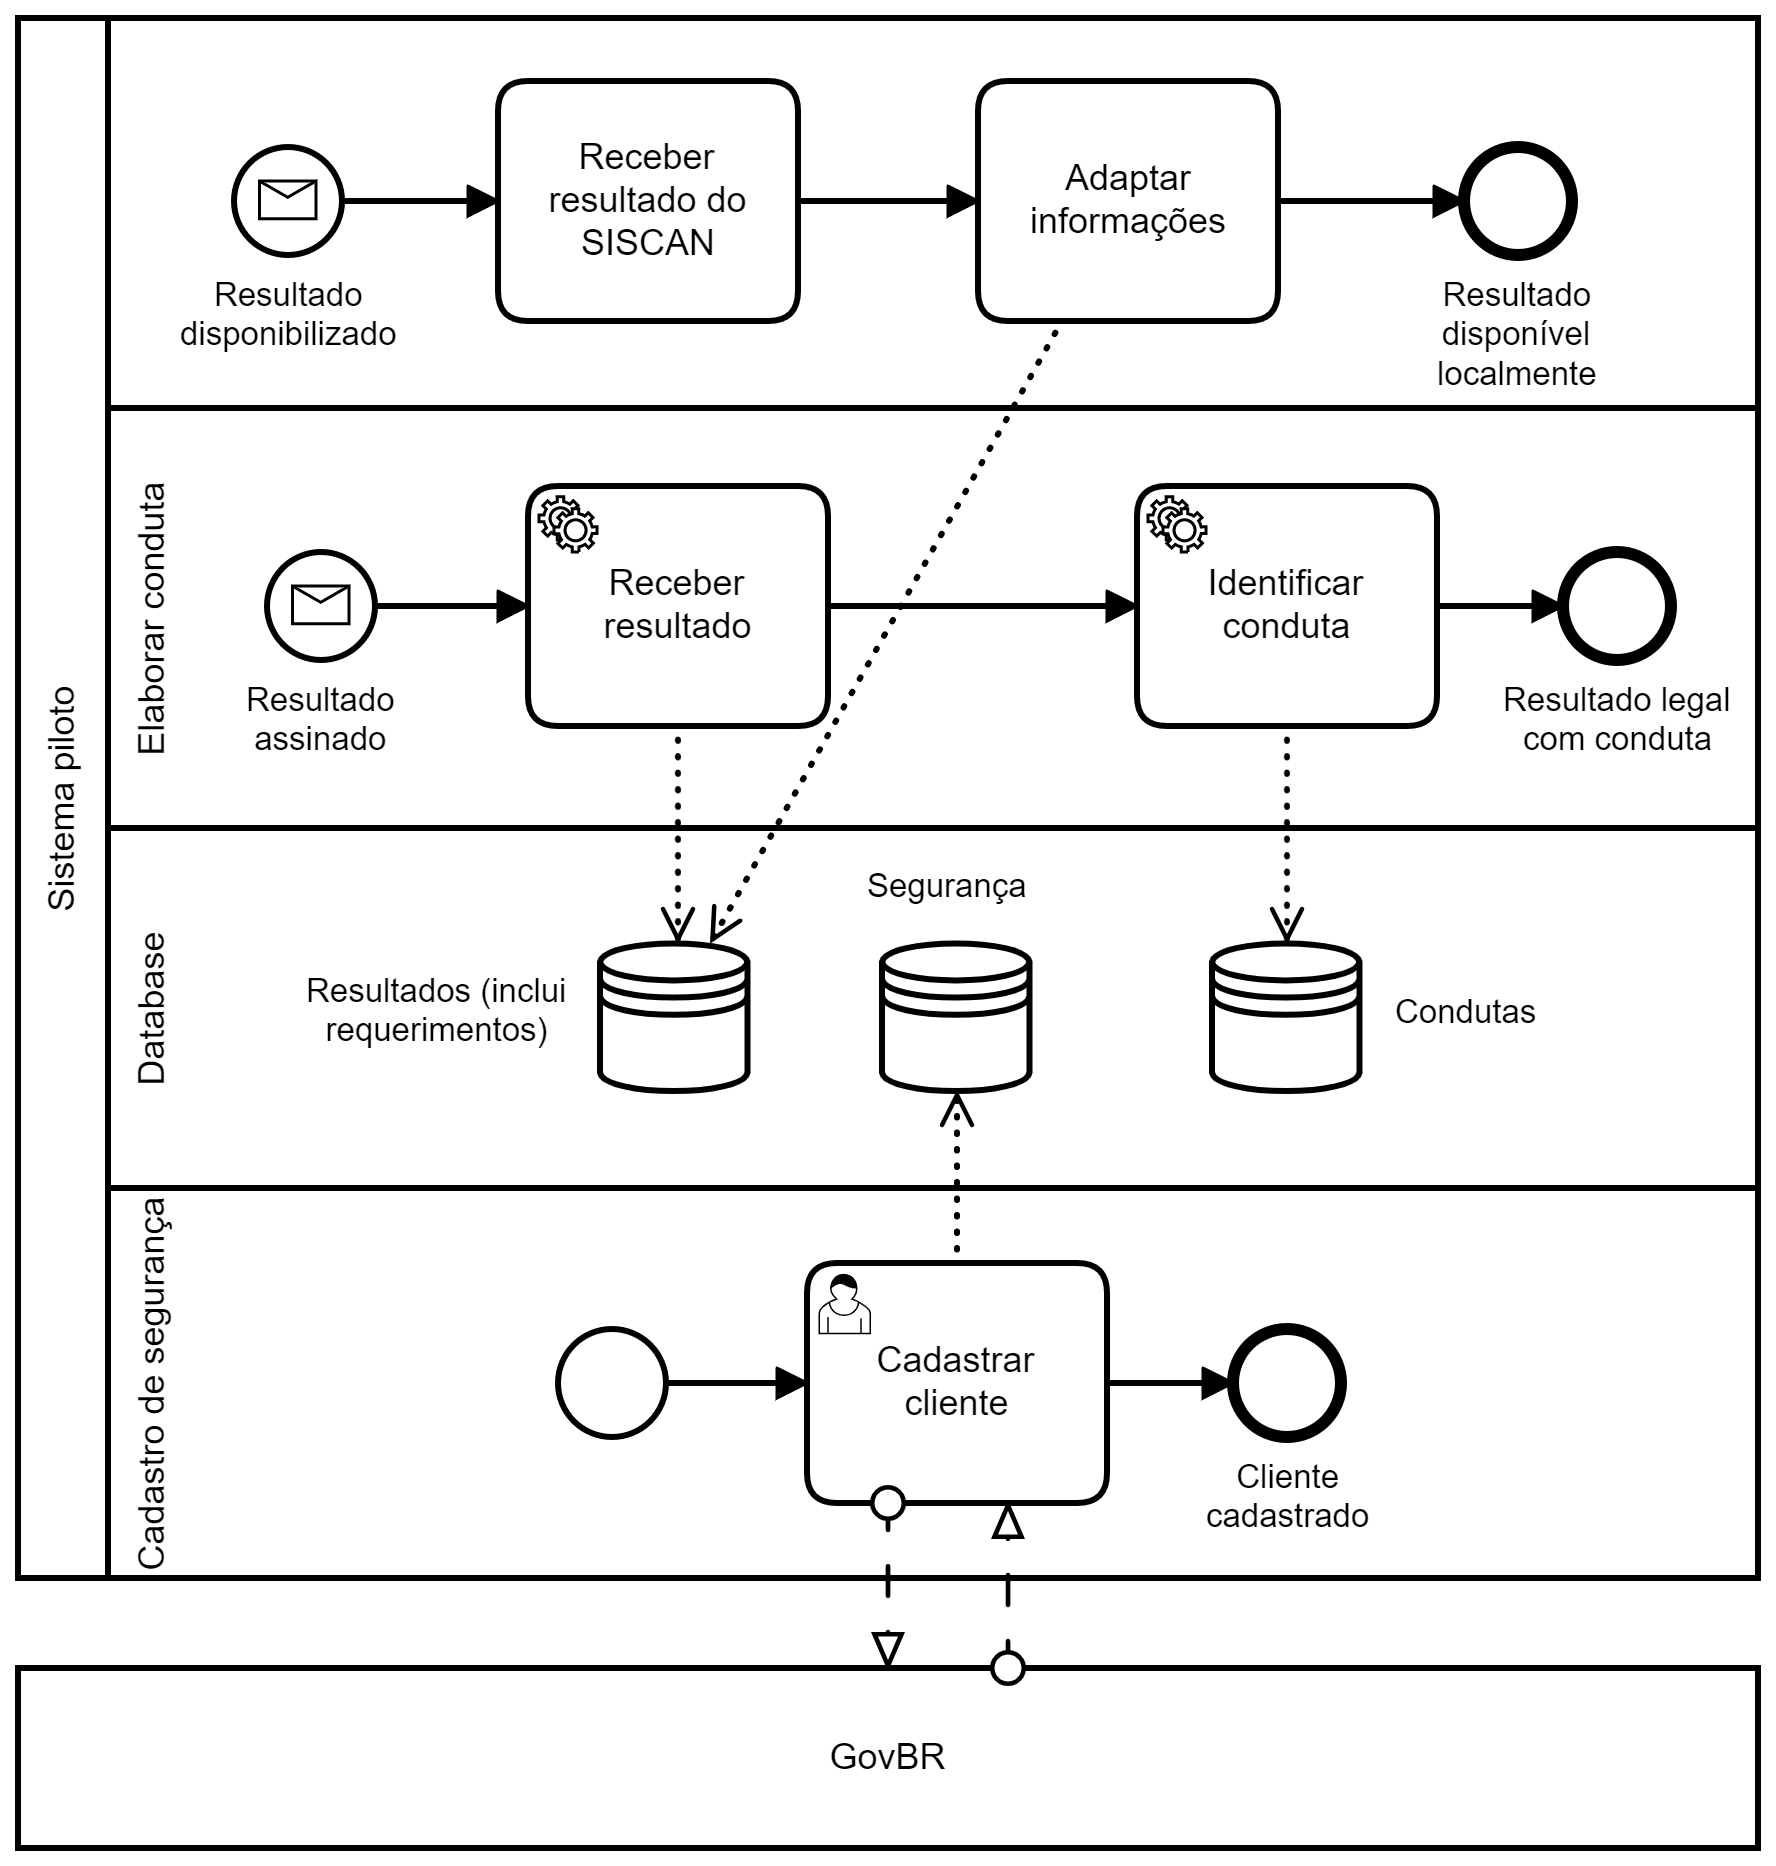 Sistema piloto
Receber
resultado do
SISCAN
Adaptar
informações
Resultado
disponibilizado
Resultado
disponível
localmente
Elaborar conduta
Receber
resultado
Identificar
conduta
Resultado
assinado
Resultado legal
com conduta
Database
Segurança
Resultados (inclui
requerimentos)
Condutas
Cadastro de segurança
Cadastrar
cliente
Cliente
cadastrado
GovBR